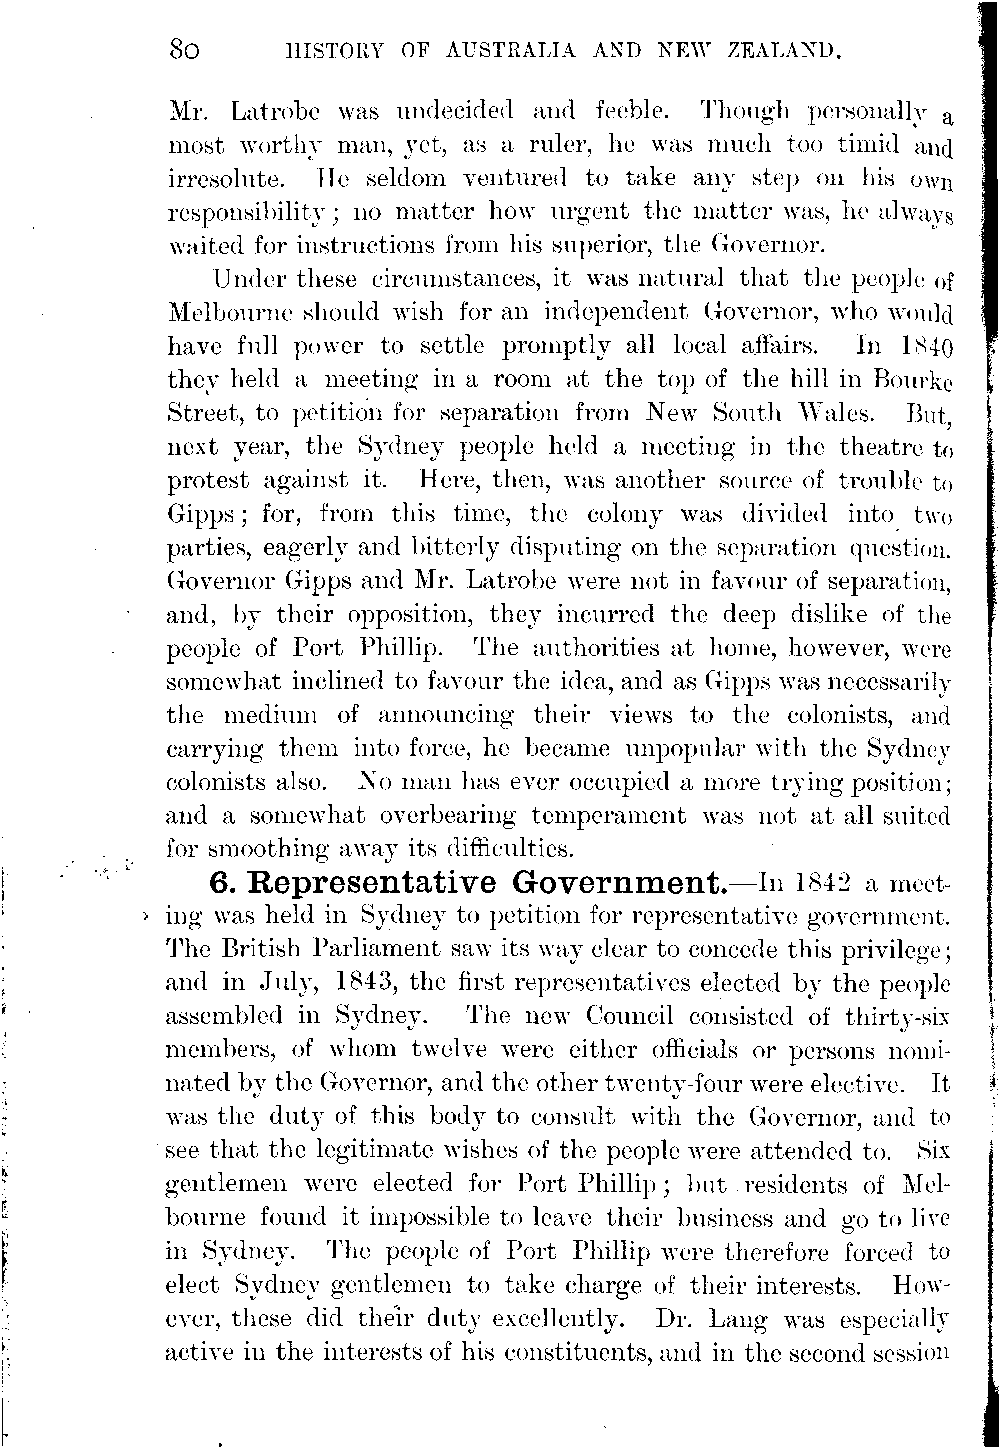 80 HISTORY OF AUSTRALIA AND NEW ZEALAND.
Mr. Latrobe was undecided and feeble. Though personally a
most worthy man, yet, as a ruler, he was much too timid and
irresolute. He seldom ventured to take any step on his own
responsibility; no matter how urgent the matter was, he always
waited for instructions from his superior, the Governor.
Under these circumstances, it was natural that the people of
Melbourne should wish for an independent Governor, who would
have full power to settle promptly all local affairs. In 1840
they held a meeting in a room at the top of the hill in Bourke
Street, to petition for separation from New South Wales. But,
next year, the Sydney people held a meeting in the theatre to
protest against it. Here, then, was another source of trouble to
Gipps; for, from this time, the colony was divided into two
parties, eagerly and bitterly disputing on the separation question.
Governor Gipps and Mr. Latrobe were not in favour of separation,
and, by their opposition, they incurred the deep dislike of the
people of Port Phillip. The authorities at home, however, were
somewhat inclined to favour the idea, and as Gipps was necessarily
the medium of announcing their views to the colonists, and
carrying them into force, he became unpopular with the Sydney
colonists also. No man has ever occupied a more trying position;
and a somewhat overbearing temperament was not at all suited
for smoothing away its difficulties.
6. Representative Government.—In 1842 a meet-
ing was held in Sydney to petition for representative government.
The British Parliament saw its way clear to concede this privilege;
and in July, 1843, the first representatives elected by the people
assembled in Sydney. The new Council consisted of thirty-six
members, of whom twelve were either officials or persons nomi-
nated by the Governor, and the other twenty-four were elective. It
was the duty of this body to consult with the Governor, and to
see that the legitimate wishes of the people were attended to. Six
gentlemen were elected for Port Phillip; but residents of Mel-
bourne found it impossible to leave their business and go to live
in Sydney. The people of Port Phillip were therefore forced to
elect Sydney gentlemen to take charge of their interests. How-
ever, these did their duty excellently. Dr. Lang was especially
active in the interests of his constituents, and in the second session